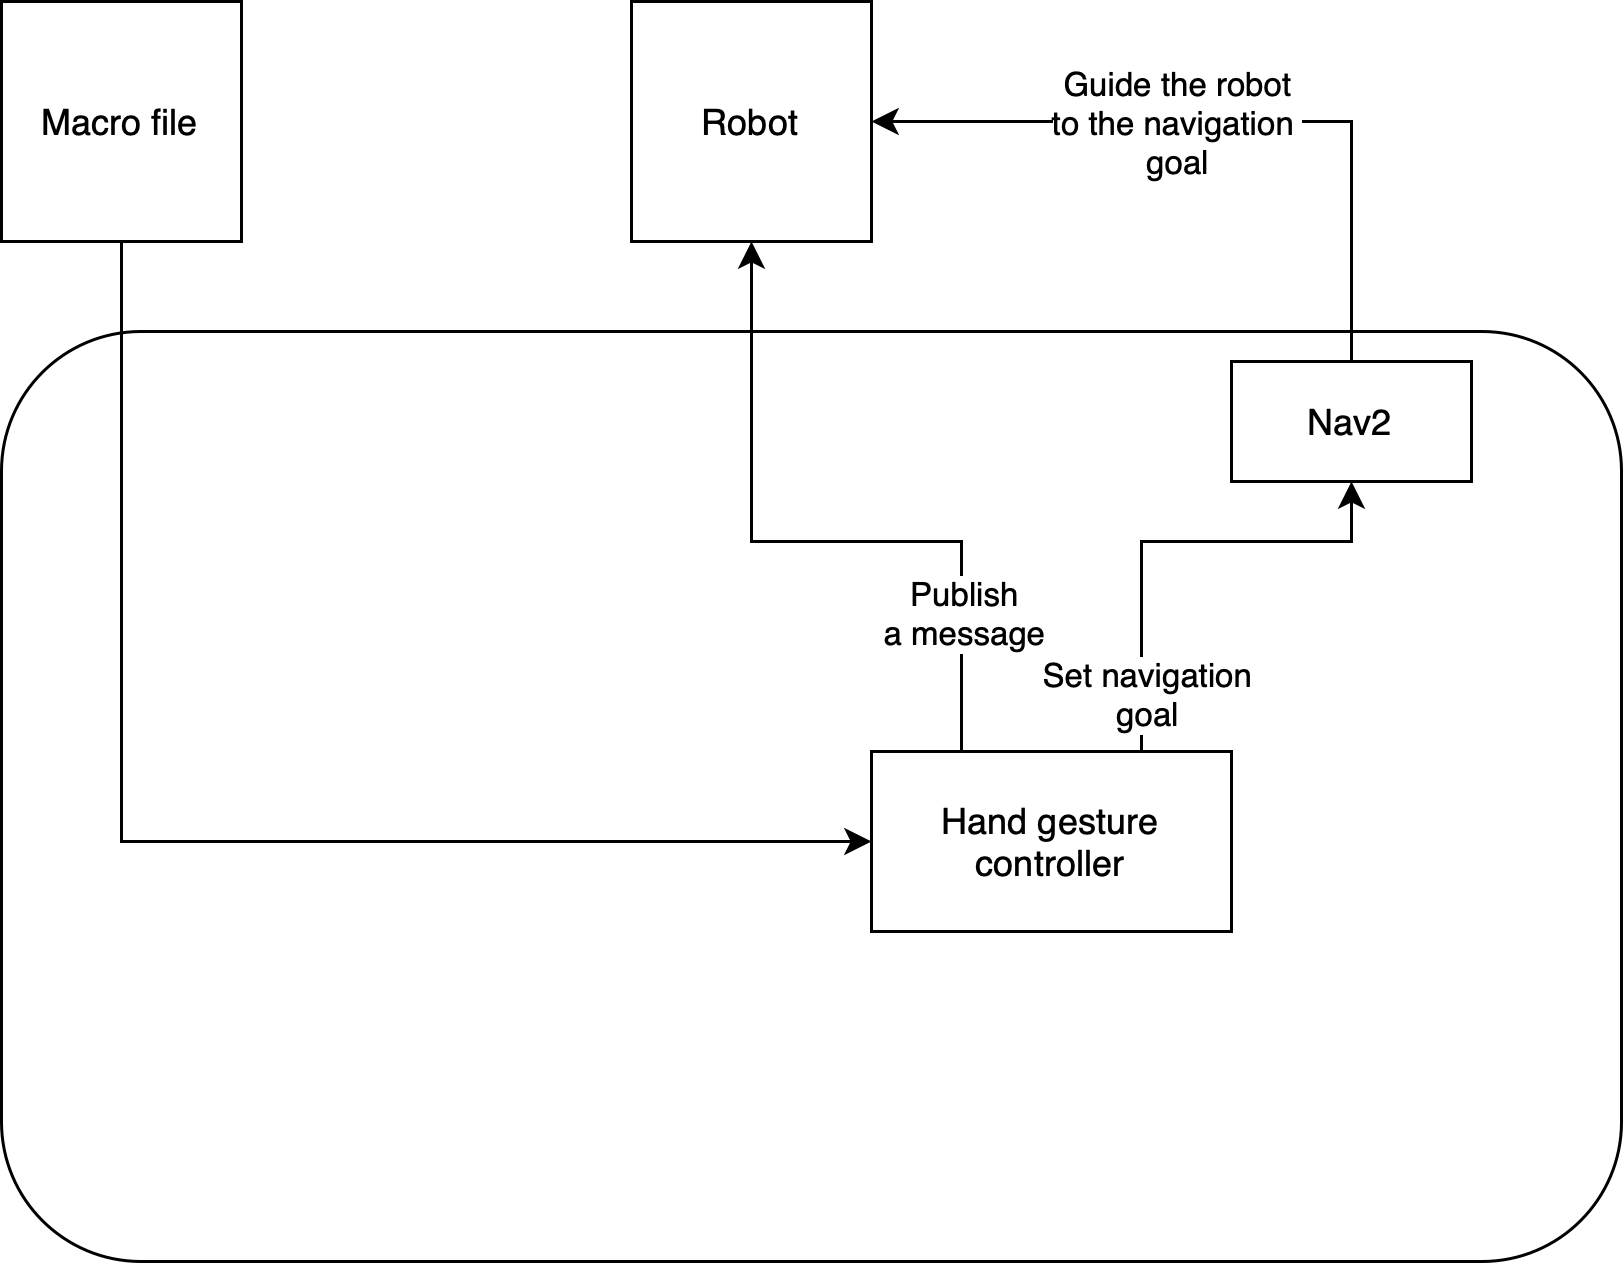 Macro file
Robot
Guide the robot
to the navigation
goal
Nav2
Publish
a message
Set navigation
goal
Hand gesture
controller